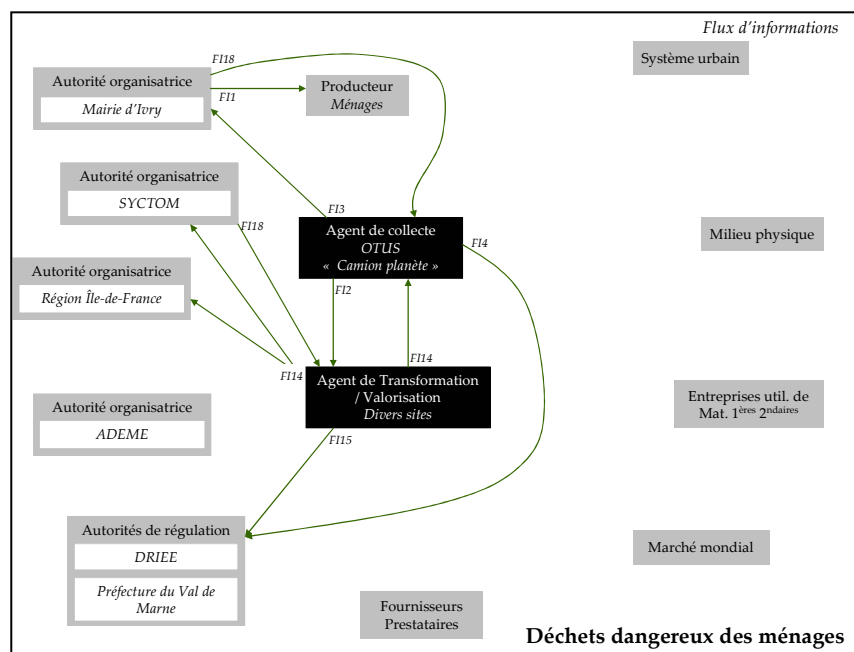 Flux d'informations
FI18
Système urbain
Autorité organisatrice
Mairie d'Ivry
FI1
Producteur
Ménages
Autorité organisatrice
SYCTOM
FI18
FI3
Agent de collecte
OTUS
« Camion planète »
FI4
Milieu physique
Autorité organisatrice
Région Île-de-France
FI2
FI14
FI14
Agent de Transformation
/ Valorisation
Divers sites
Autorité organisatrice
ADEME
Entreprises util. de
Mat. 1ères 2ndaires
FI15
Autorités de régulation
DRIEE
Préfecture du Val de
Marne
Marché mondial
Fournisseurs
Prestataires
Déchets dangereux des ménages